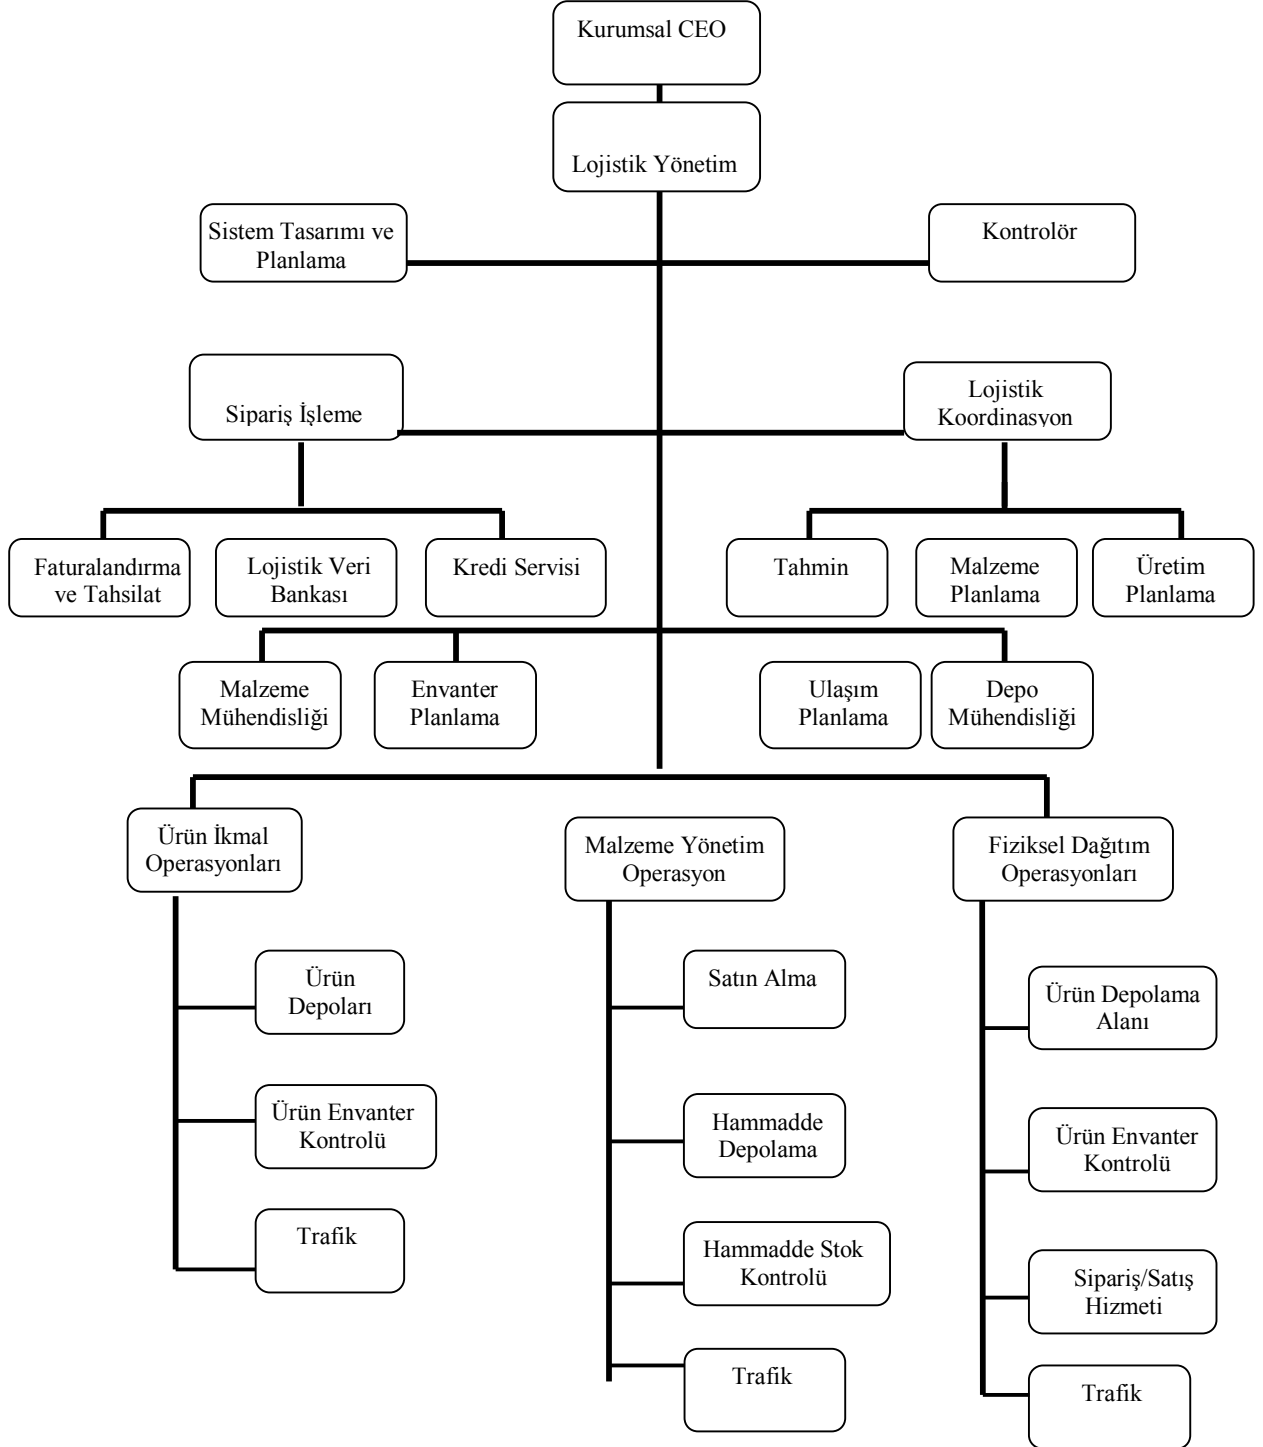 Kurumsal CEO
Lojistik Yönetim
Sistem Tasarımı ve
Planlama
Kontrolör
Sipariş İşleme
Lojistik
Koordinasyon
Faturalandırma
ve Tahsilat
Lojistik Veri
Bankası
Kredi Servisi
Tahmin
Malzeme
Planlama
Üretim
Planlama
Malzeme
Mühendisliği
Envanter
Planlama
Ulaşım
Planlama
Depo
Mühendisliği
Ürün İkmal
Operasyonları
Malzeme Yönetim
Operasyon
Fiziksel Dağıtım
Operasyonları
Ürün
Depoları
Ürün Envanter
Kontrolü
Trafik
Satın Alma
Hammadde
Depolama
Hammadde Stok
Kontrolü
Trafik
Ürün Depolama
Alanı
Ürün Envanter
Kontrolü
Sipariş/Satış
Hizmeti
Trafik